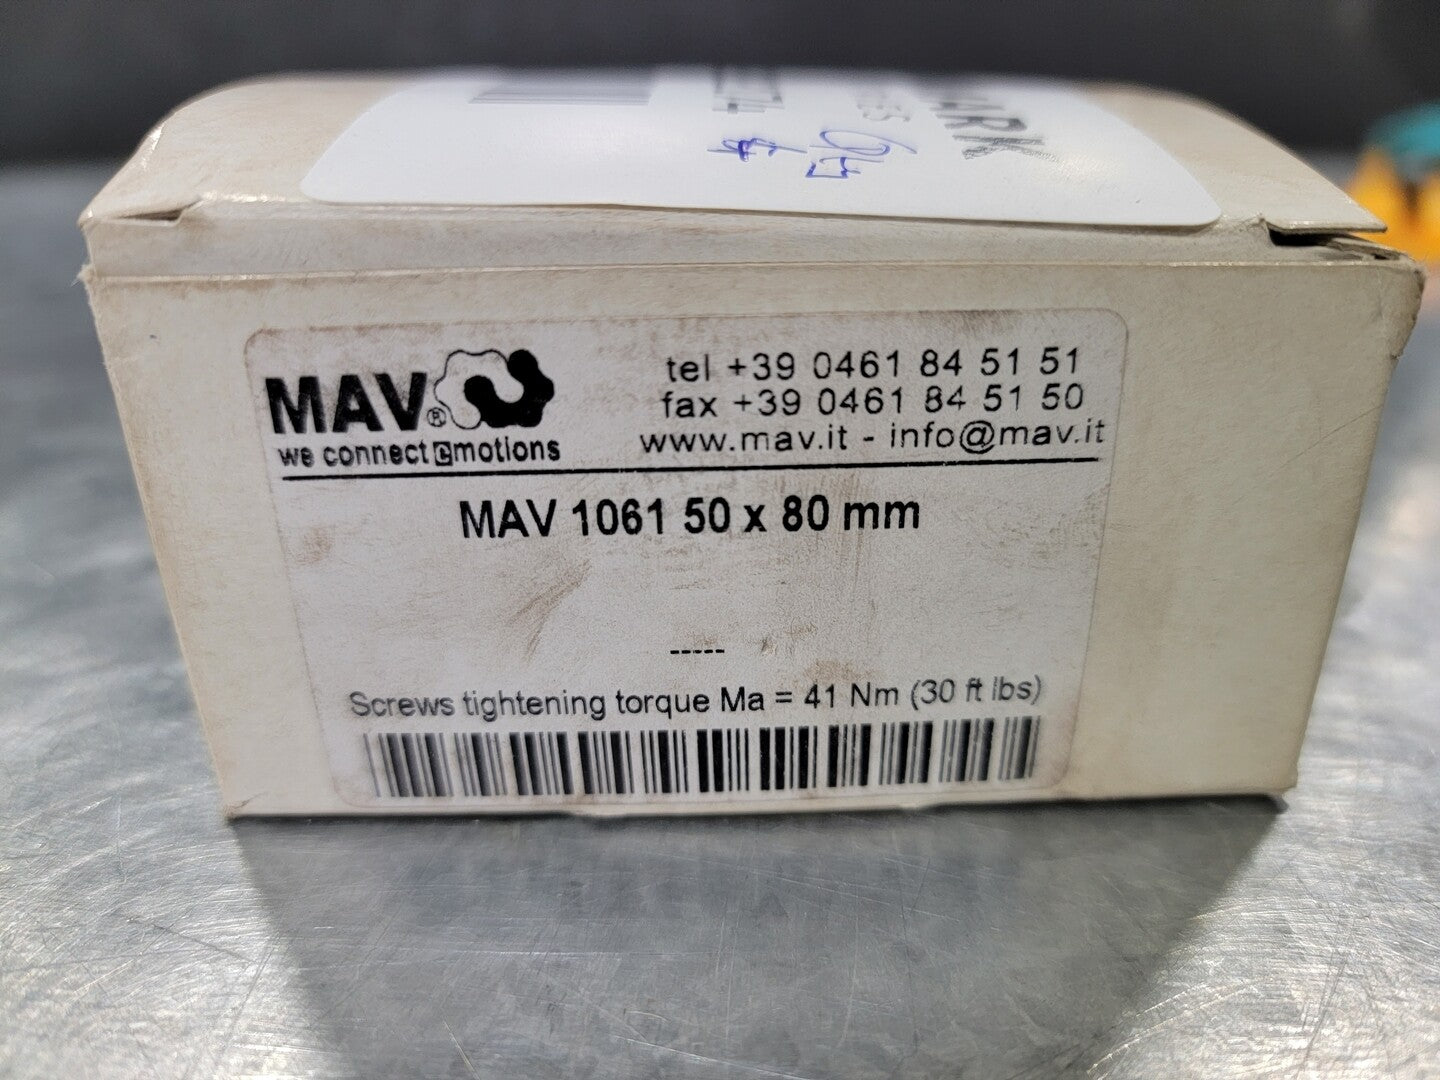 MAV®
we connect emotions
tel +39 0461 84 51 51
fax +39 0461 84 51 50
www.mav.it - info@mav.it
MAV 1061 50 x 80 mm
-----
Screws tightening torque Ma = 41 Nm (30 ft lbs)